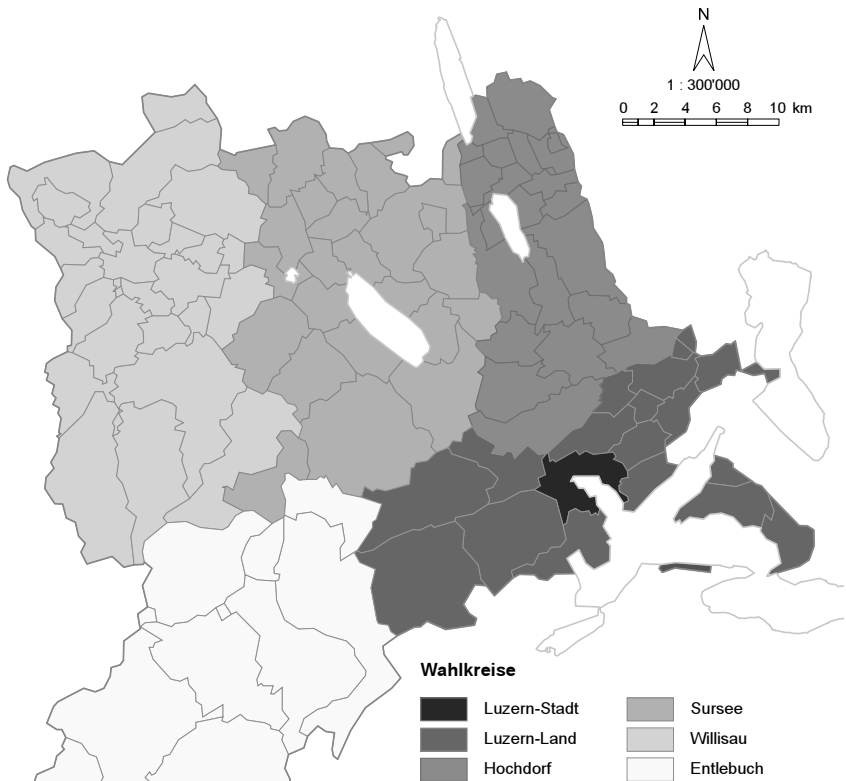 N
1 : 300'000
0 2 4 6 8 10 km
Wahlkreise
Luzern-Stadt
Luzern-Land
Hochdorf
Sursee
Willisau
Entlebuch